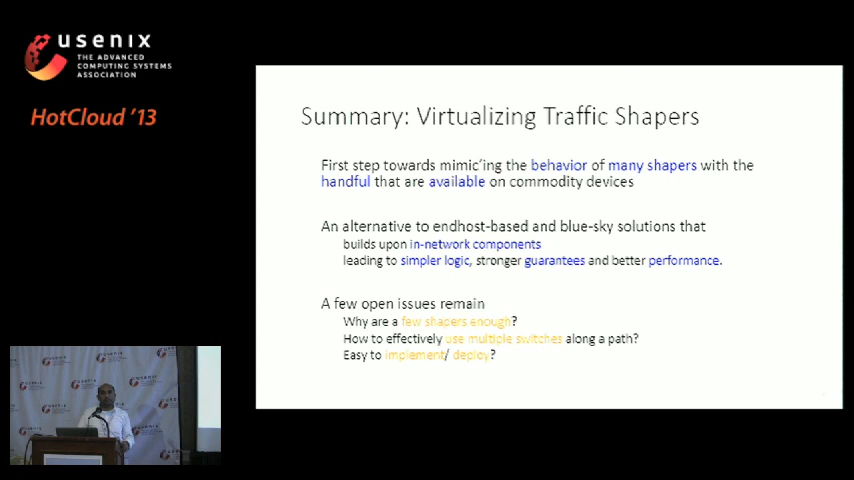 usenix
THE ADVANCED
COMPUTING SYSTEMS
ASSOCIATION
HotCloud '13
Summary: Virtualizing Traffic Shapers
First step towards mimic'ing the behavior of many shapers with the
handful that are available on commodity devices
An alternative to endhost-based and blue-sky solutions that
builds upon in-network components
leading to simpler logic, stronger guarantees and better performance.
A few open issues remain
Why are a few shapers enough?
How to effectively use multiple switches along a path?
Easy to implement/ deploy?